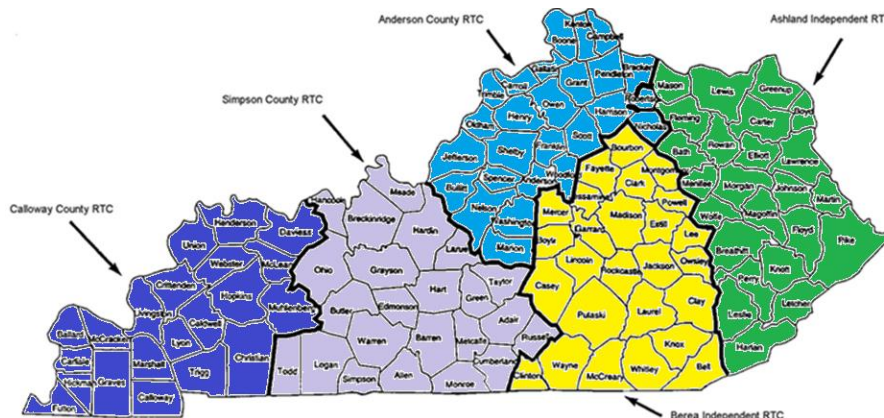 Anderson County RTC
Ashland Independent RT
Simpson County RTC
Calloway County RTC
Kenton
Boone
Campbell
Gallatin
Bracken
Carroll
Grant
Pendleton
Trimble
Owen
Robertson
Mason
Lewis
Greenup
Henry
Harrison
Fleming
Boyd
Oldham
Nicholas
Carter
Scott
Franklin
Rowan
Jefferson
Shelby
Bourbon
Bath
Elliott
Lawrence
Woodford
Fayette
Montgom
Spencer
Anderson
Clark
Menifee
Morgan
Johnson
Bullitt
Meade
Mercer
Powell
Martin
Nelson
Madison
Wolfe
Magoffin
Hancock
Washington
Garrard
Estill
Lee
Floyd
Henderson
Breckinridge
Hardin
Marion
Boyle
Breathitt
Pike
Daviess
Owsley
Union
Larue
Lincoln
Jackson
Knott
Webster
McLean
Ohio
Grayson
Taylor
Casey
Rockcastle
Perry
Crittenden
Hopkins
Hart
Green
Clay
Letcher
Muhlenberg
Edmonson
Pulaski
Laurel
Leslie
Livingston
Caldwell
Butler
Adair
Ballard
McCracken
Lyon
Warren
Barren
Metcalfe
Russell
Knox
Harlan
Carlisle
Marshall
Christian
Todd
Logan
Cumberland
Wayne
Bell
Hickman
Graves
Trigg
Simpson
Allen
Monroe
Clinton
McCreary
Whitley
Fulton
Calloway
Berea Independent RTC